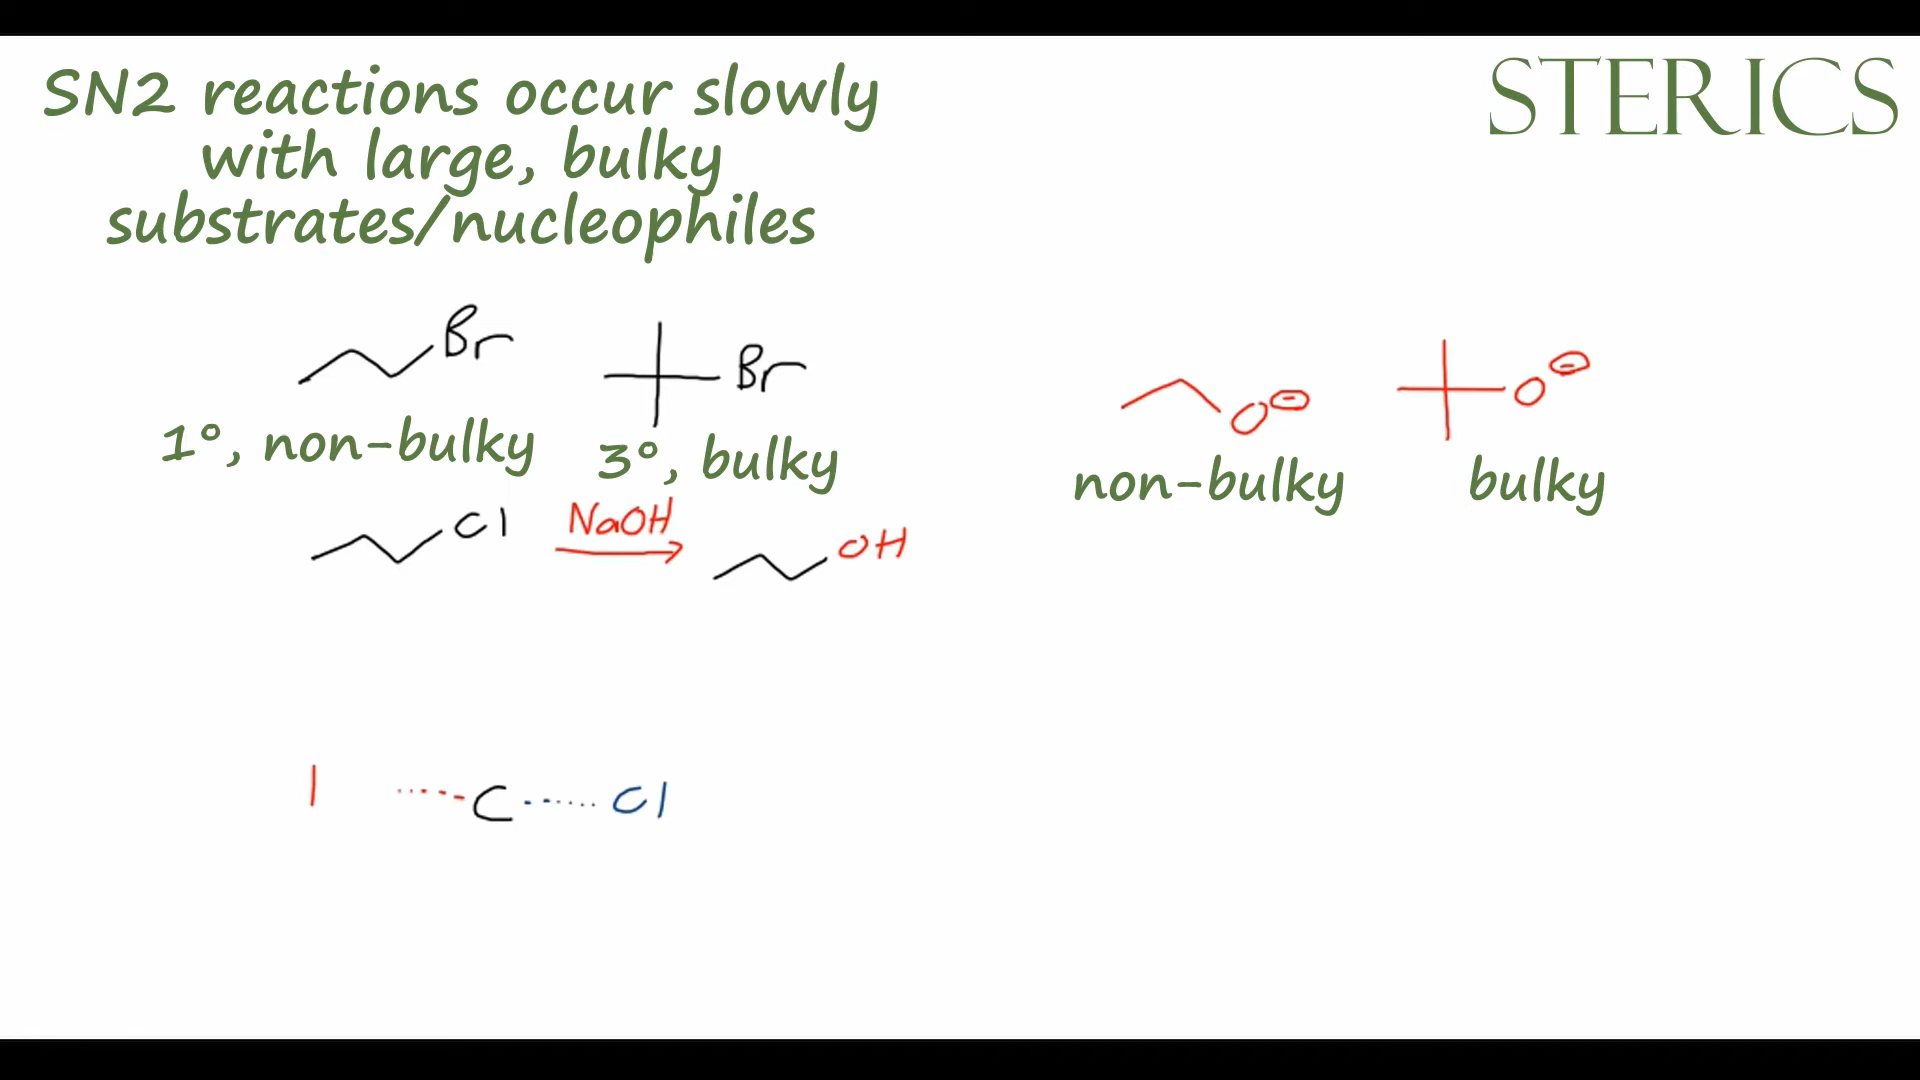 STERICS
SN2 reactions occur slowly
with large, bulky
substrates/nucleophiles
Br
Br
O⊖
O⊖
1°, non-bulky
3°, bulky
non-bulky
bulky
Cl
NaOH
OH
C
Cl